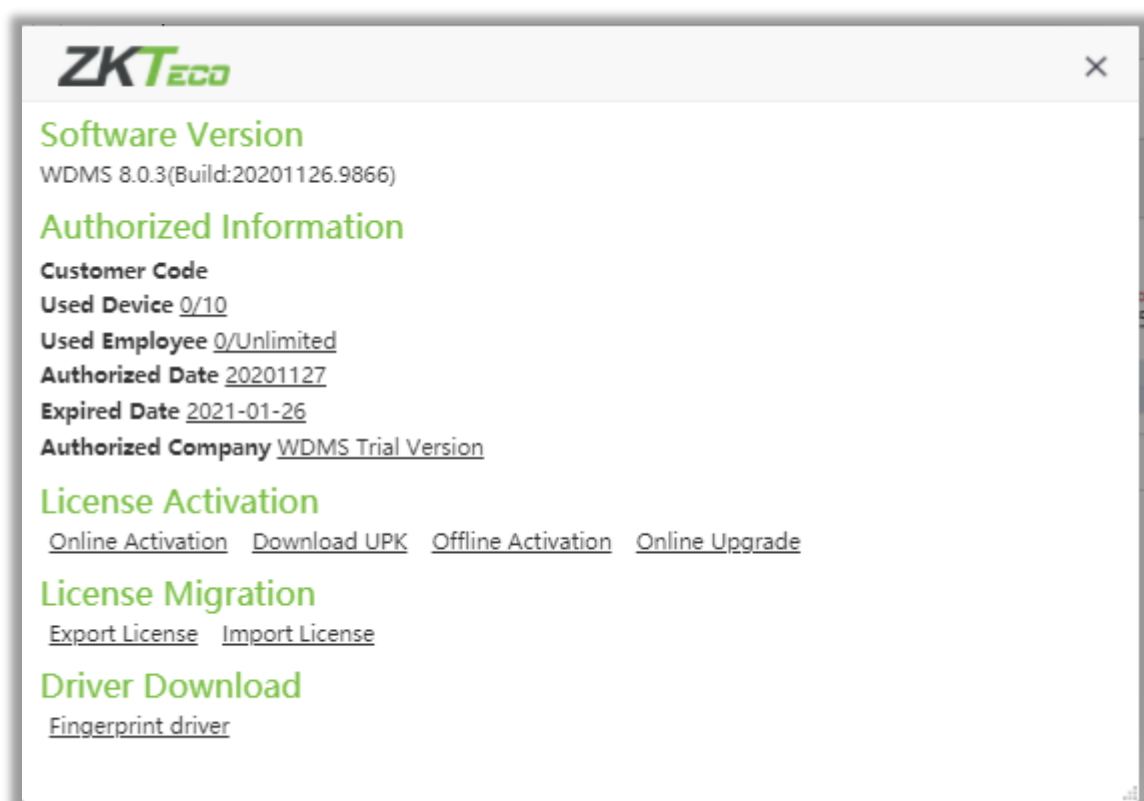 ZKTECO
Software Version
WDMS 8.0.3(Build:20201126.9866)
Authorized Information
Customer Code
Used Device 0/10
Used Employee 0/Unlimited
Authorized Date 20201127
Expired Date 2021-01-26
Authorized Company WDMS Trial Version
License Activation
Online Activation Download UPK Offline Activation Online Upgrade
License Migration
Export License Import License
Driver Download
Fingerprint driver